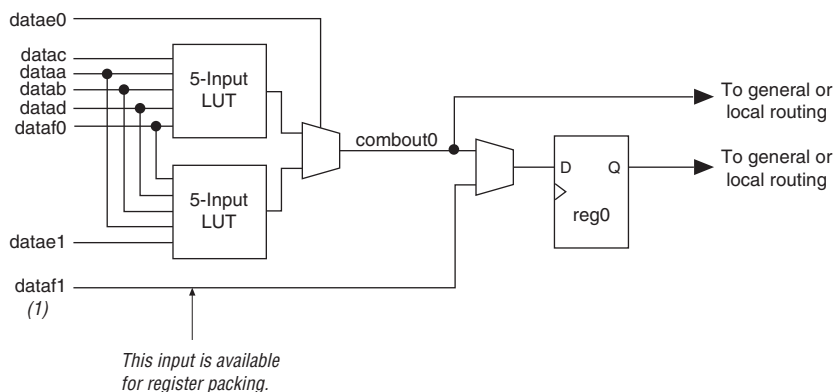 datae0
datac
dataa
datab
datad
dataf0
5-Input
LUT
5-Input
LUT
datae1
dataf1
(1)
combout0
D
Q
reg0
To general or
local routing
To general or
local routing
This input is available
for register packing.